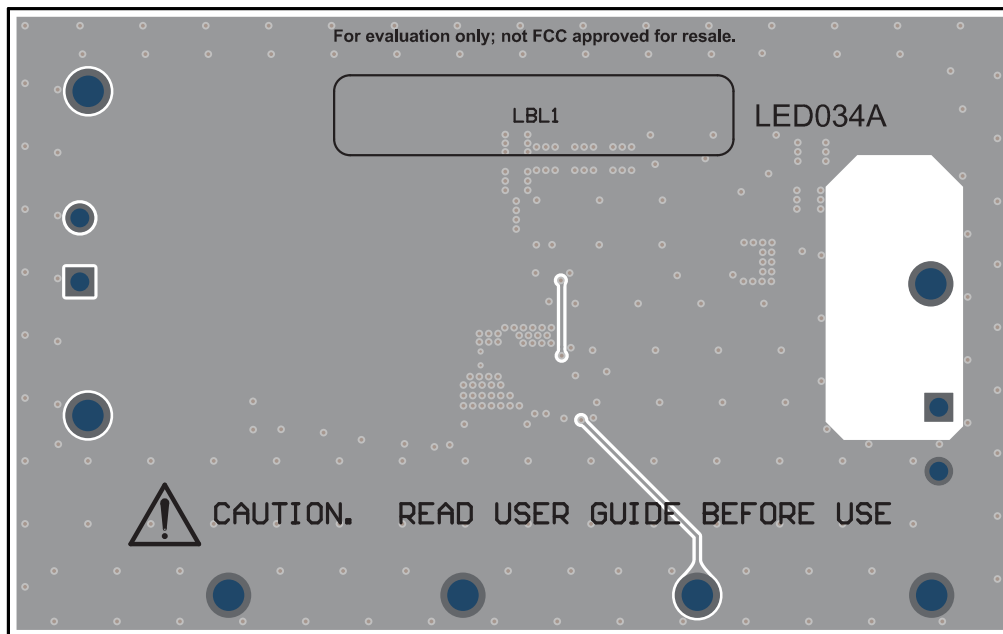 For evaluation only; not FCC approved for resale.
LBL1
LED034A
CAUTION. READ USER GUIDE BEFORE USE